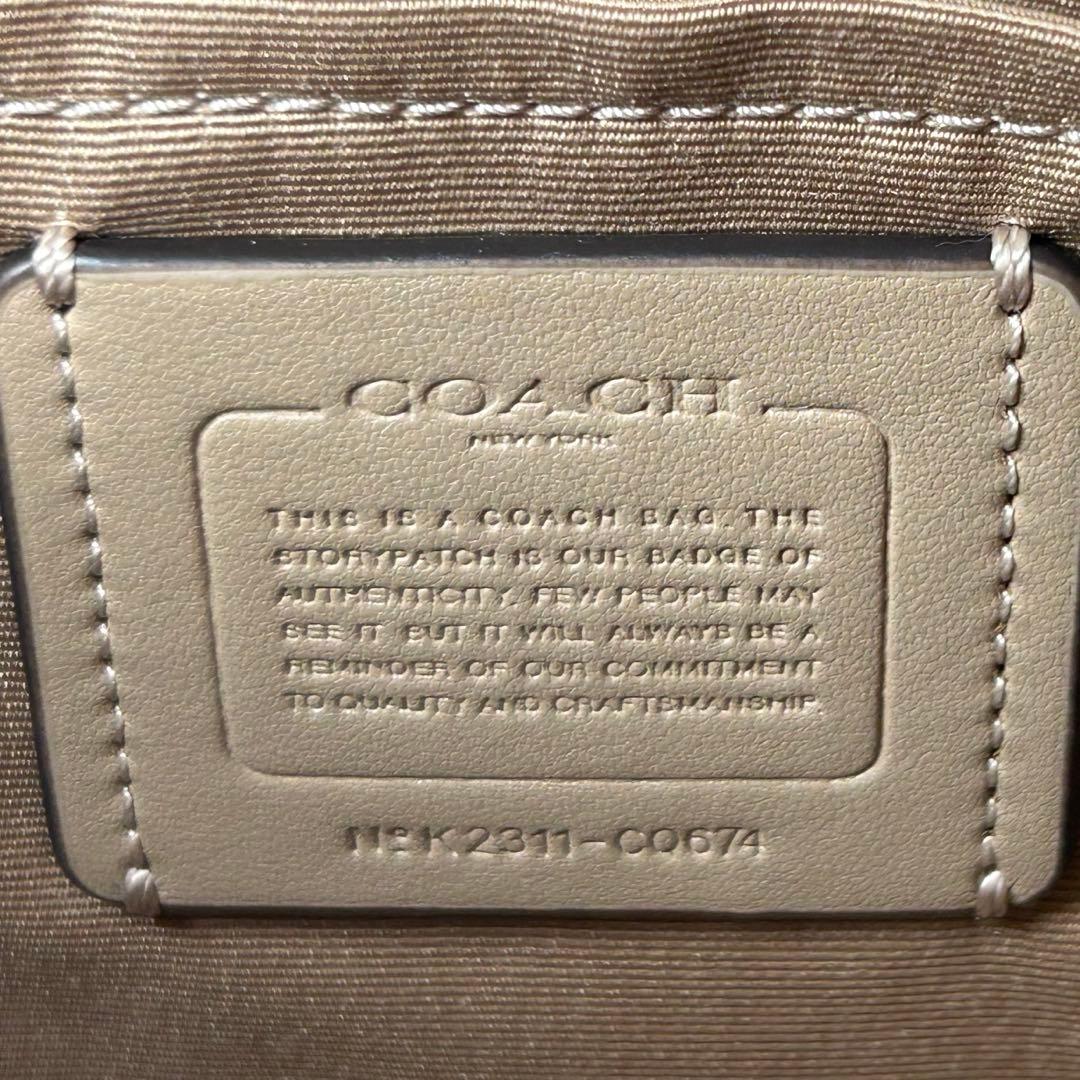 COACH
NEW YORK
THIS IS A COACH BAG. THE
STORYPATCH IS OUR BADGE OF
AUTHENTICITY. FEW PEOPLE MAY
SEE IT. BUT IT WILL ALWAYS BE A
REMINDER OF OUR COMMITMENT
TO QUALITY AND CRAFTSMANSHIP.
Nº K2311-C0674